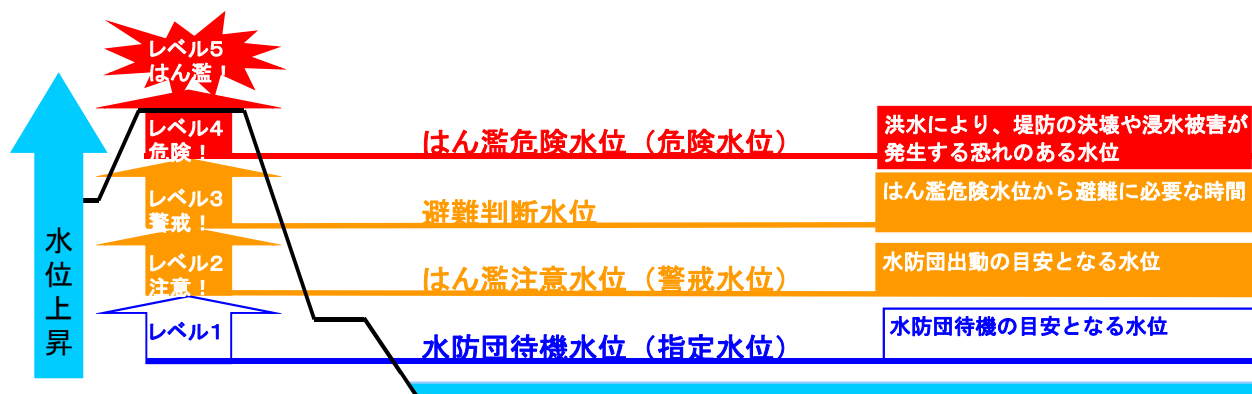 レベル5
はん濫！
レベル4
危険！
はん濫危険水位（危険水位）
洪水により、堤防の決壊や浸水被害が
発生する恐れのある水位
レベル3
警戒！
避難判断水位
はん濫危険水位から避難に必要な時間
レベル2
注意！
はん濫注意水位（警戒水位）
水防団出動の目安となる水位
レベル1
水防団待機水位（指定水位）
水防団待機の目安となる水位
水位上昇